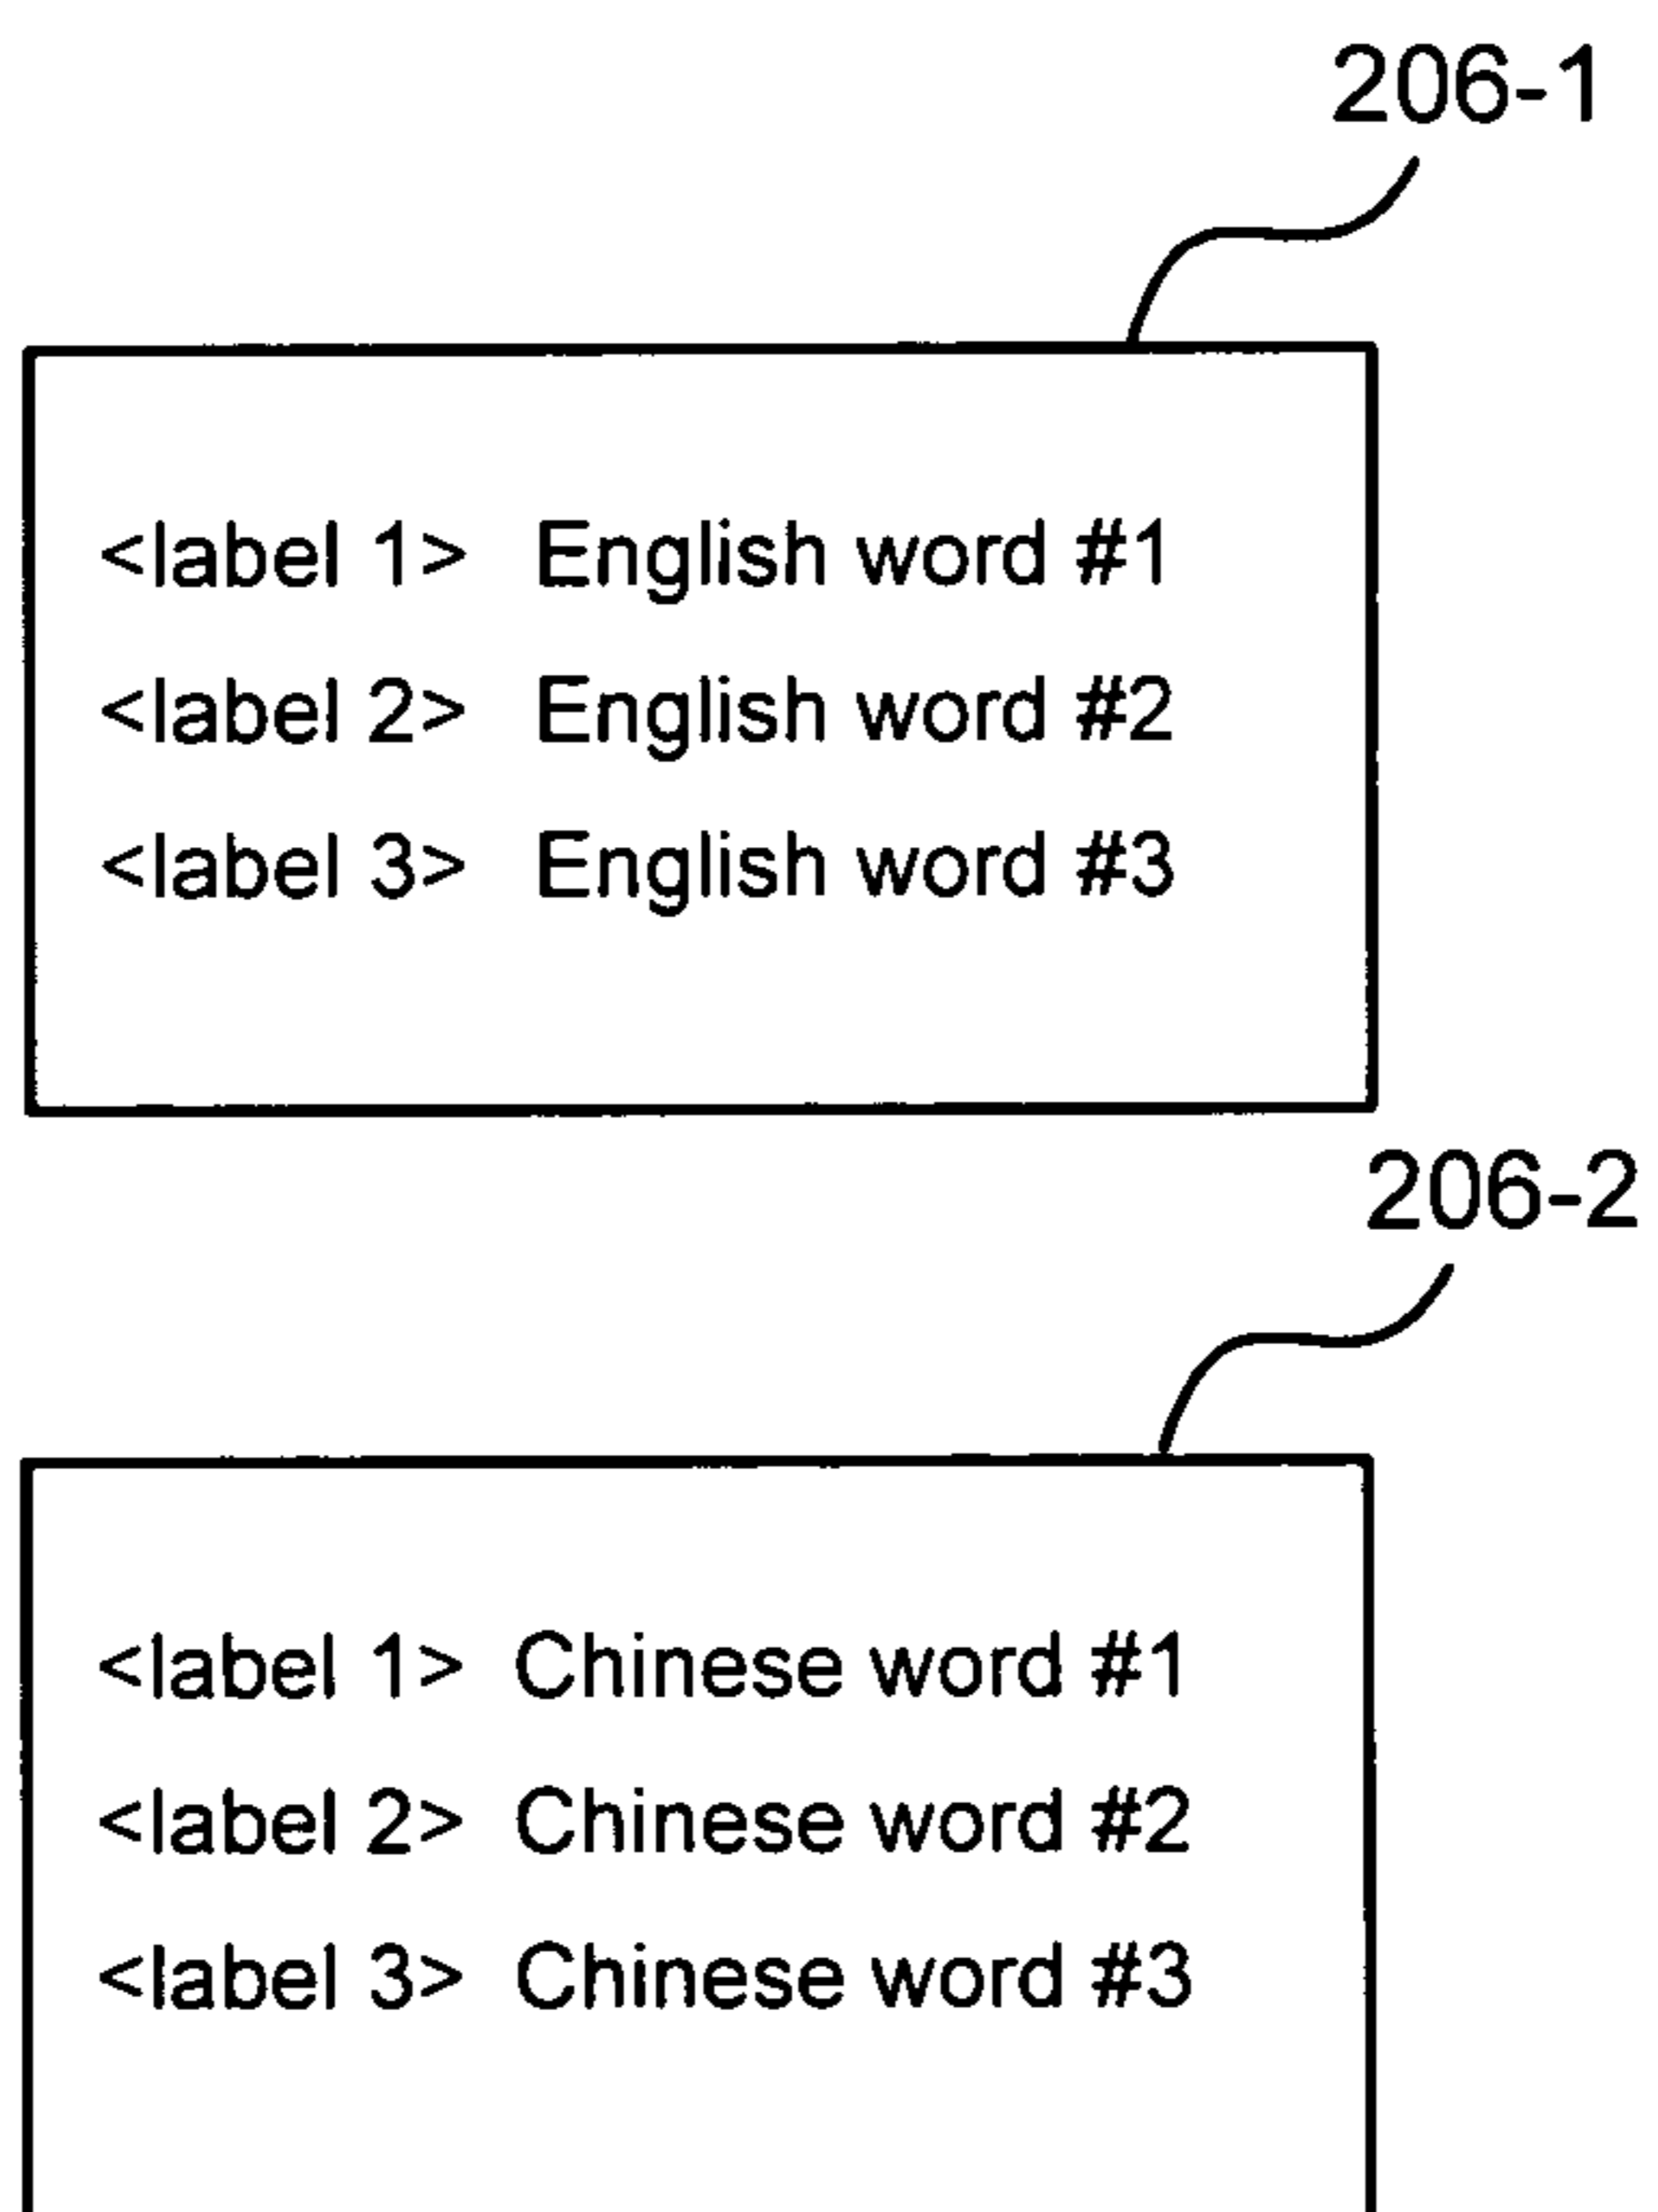 206-1
<label 1> English word #1
<label 2> English word #2
<label 3> English word #3
206-2
<label 1> Chinese word #1
<label 2> Chinese word #2
<label 3> Chinese word #3